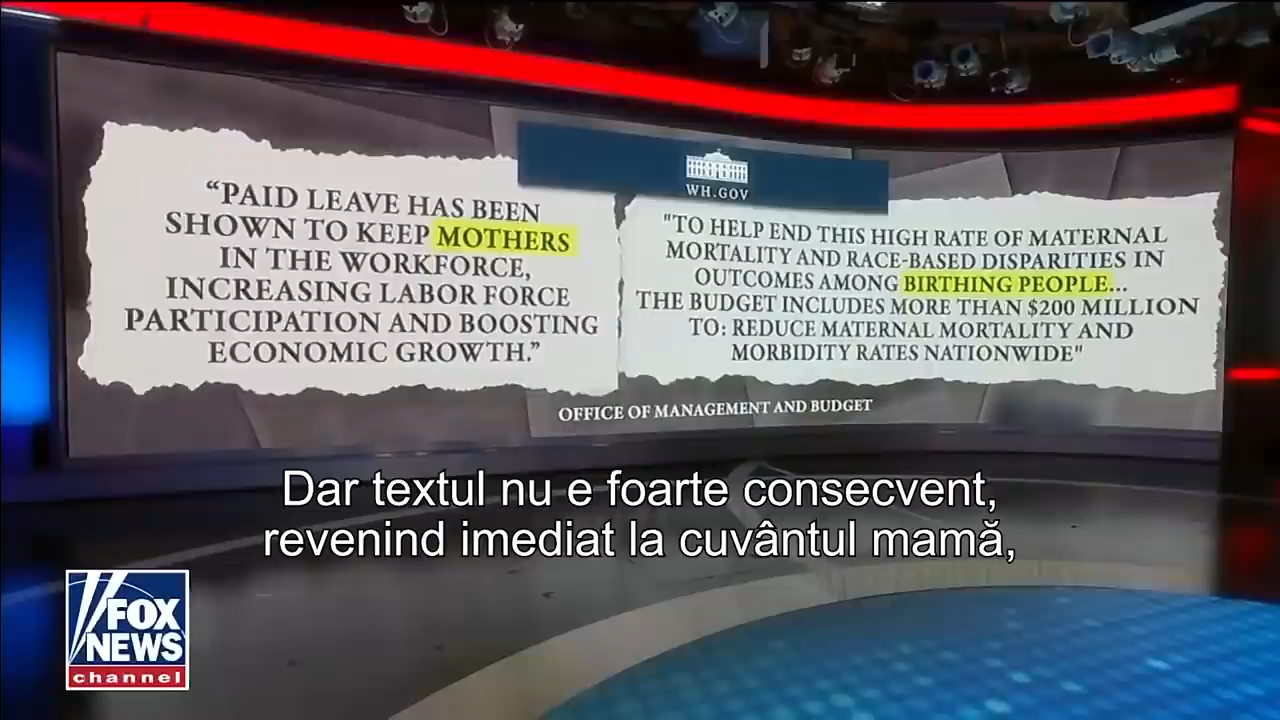 “PAID LEAVE HAS BEEN
SHOWN TO KEEP MOTHERS
IN THE WORKFORCE,
INCREASING LABOR FORCE
PARTICIPATION AND BOOSTING
ECONOMIC GROWTH.”
WH.GOV
"TO HELP END THIS HIGH RATE OF MATERNAL
MORTALITY AND RACE-BASED DISPARITIES IN
OUTCOMES AMONG BIRTHING PEOPLE...
THE BUDGET INCLUDES MORE THAN $200 MILLION
TO: REDUCE MATERNAL MORTALITY AND
MORBIDITY RATES NATIONWIDE"
OFFICE OF MANAGEMENT AND BUDGET
Dar textul nu e foarte consecvent,
revenind imediat la cuvântul mamă,
FOX
NEWS
channel